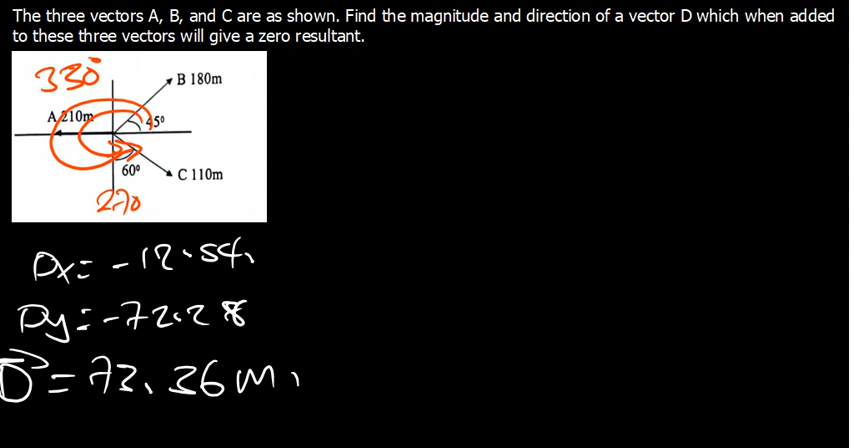 The three vectors A, B, and C are as shown. Find the magnitude and direction of a vector D which when added
to these three vectors will give a zero resultant.
330°
B 180m
A 210m
45⁰
60⁰
C 110m
270
Dx = -12.54
Dy = -72.28
D = 73.36 m